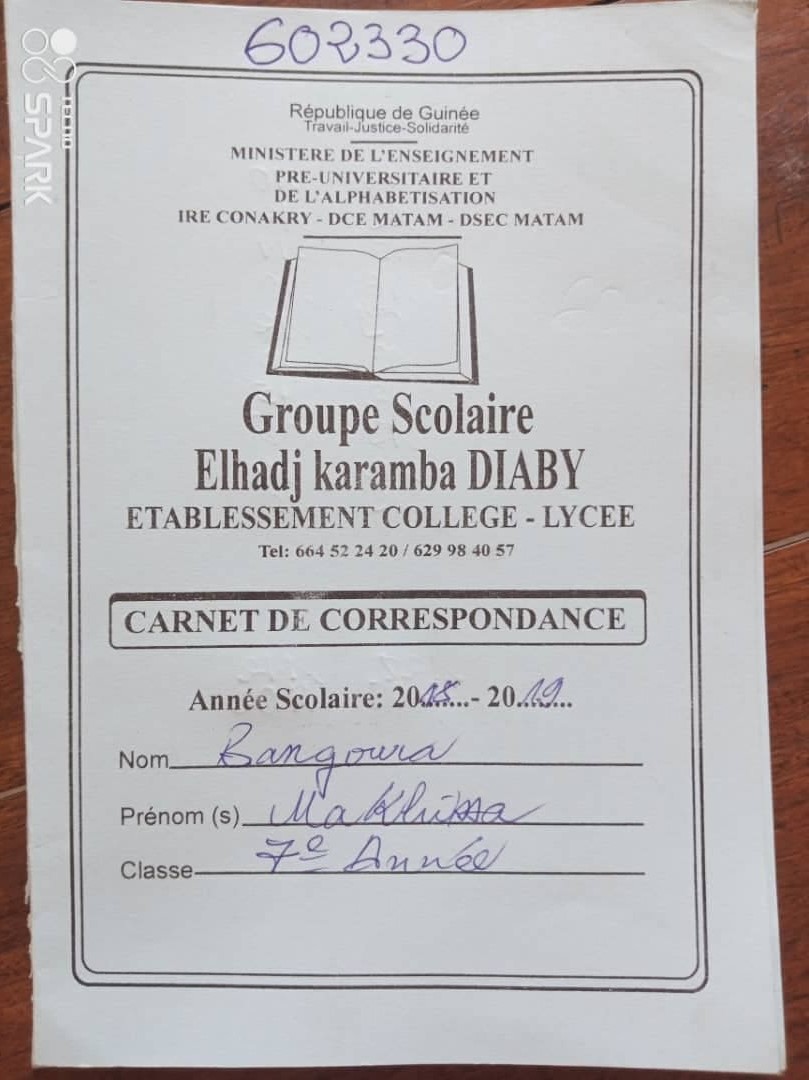 602330
République de Guinée
Travail-Justice-Solidarité
MINISTERE DE L'ENSEIGNEMENT
PRE-UNIVERSITAIRE ET
DE L'ALPHABETISATION
IRE CONAKRY - DCE MATAM - DSEC MATAM
Groupe Scolaire
Elhadj karamba DIABY
ETABLESSEMENT COLLEGE - LYCEE
Tel: 664 52 24 20 / 629 98 40 57
CARNET DE CORRESPONDANCE
Année Scolaire: 2018 - 2019
Nom Bangoura
Prénom (s)
Classe 7e Année
TECNO
SPARK